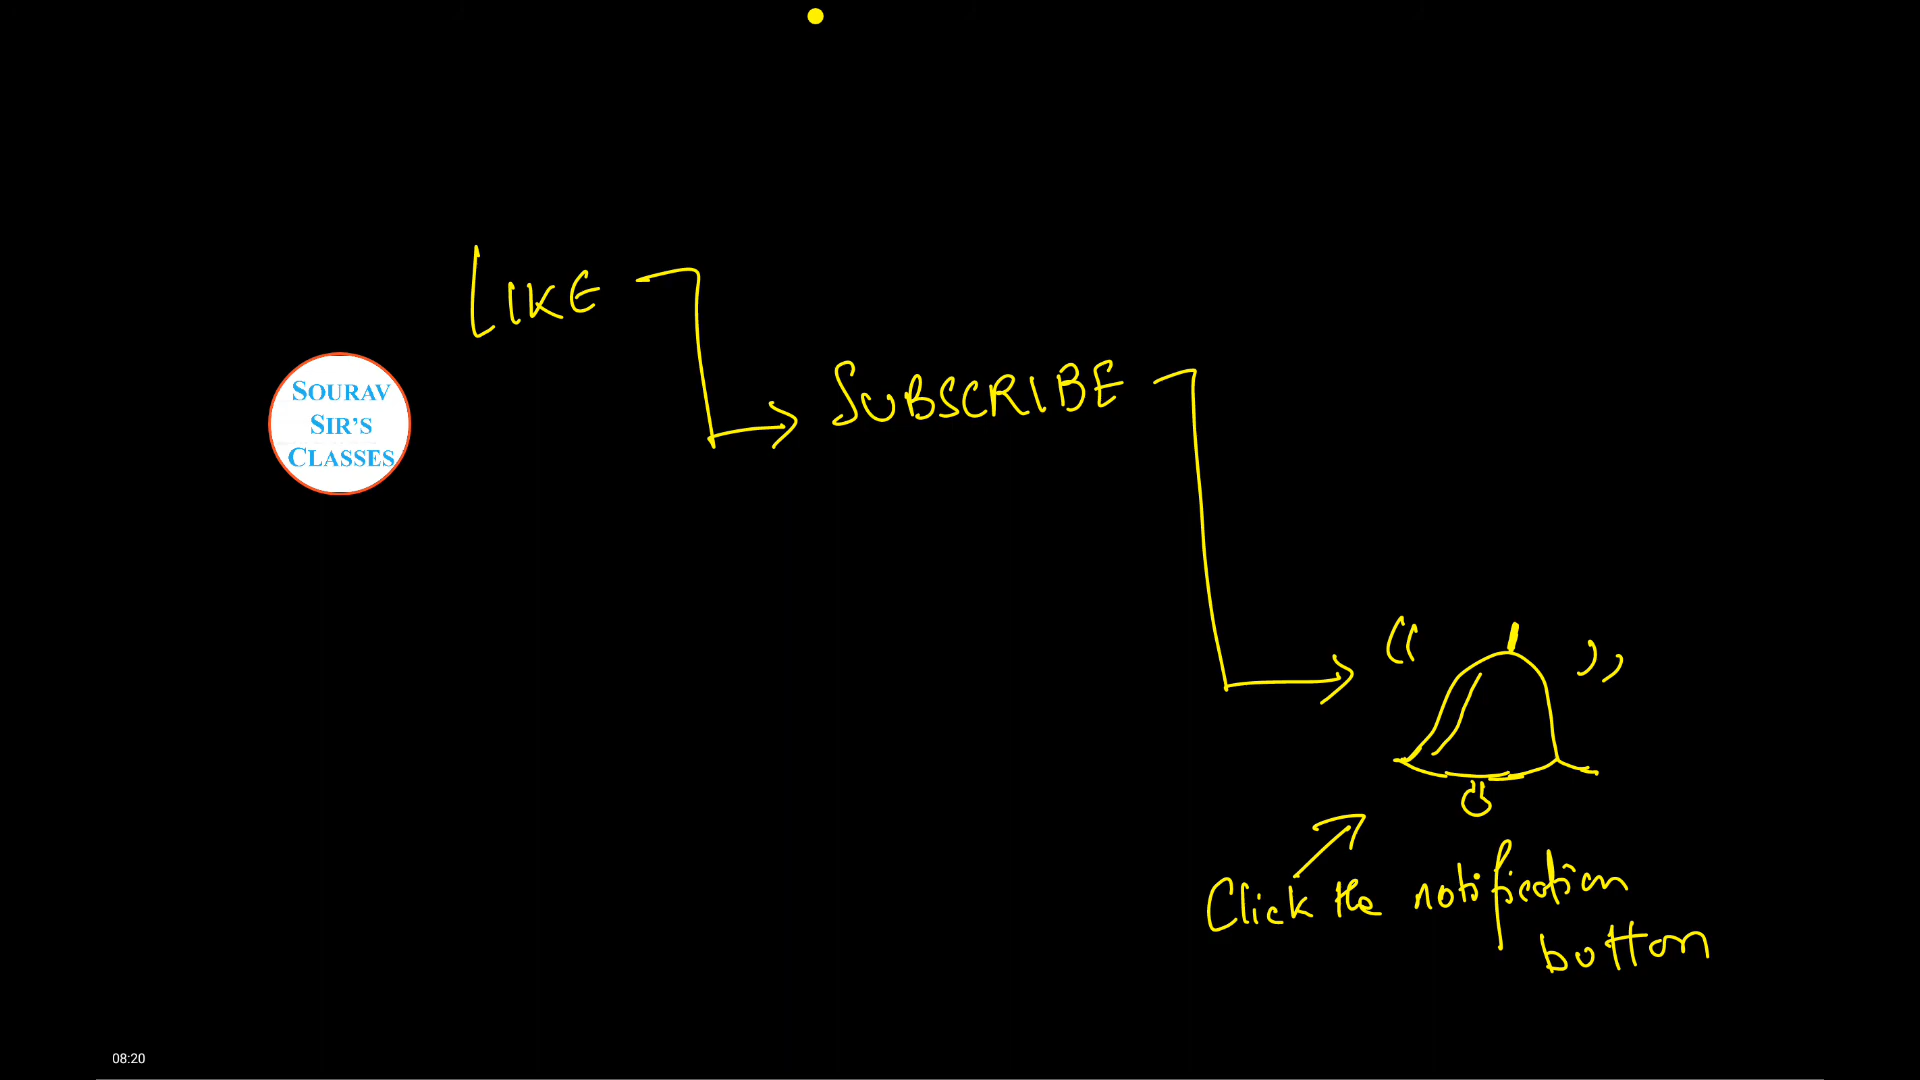 LIKE
SUBSCRIBE
SOURAV
SIR'S
CLASSES
Click the notification
button
08:20